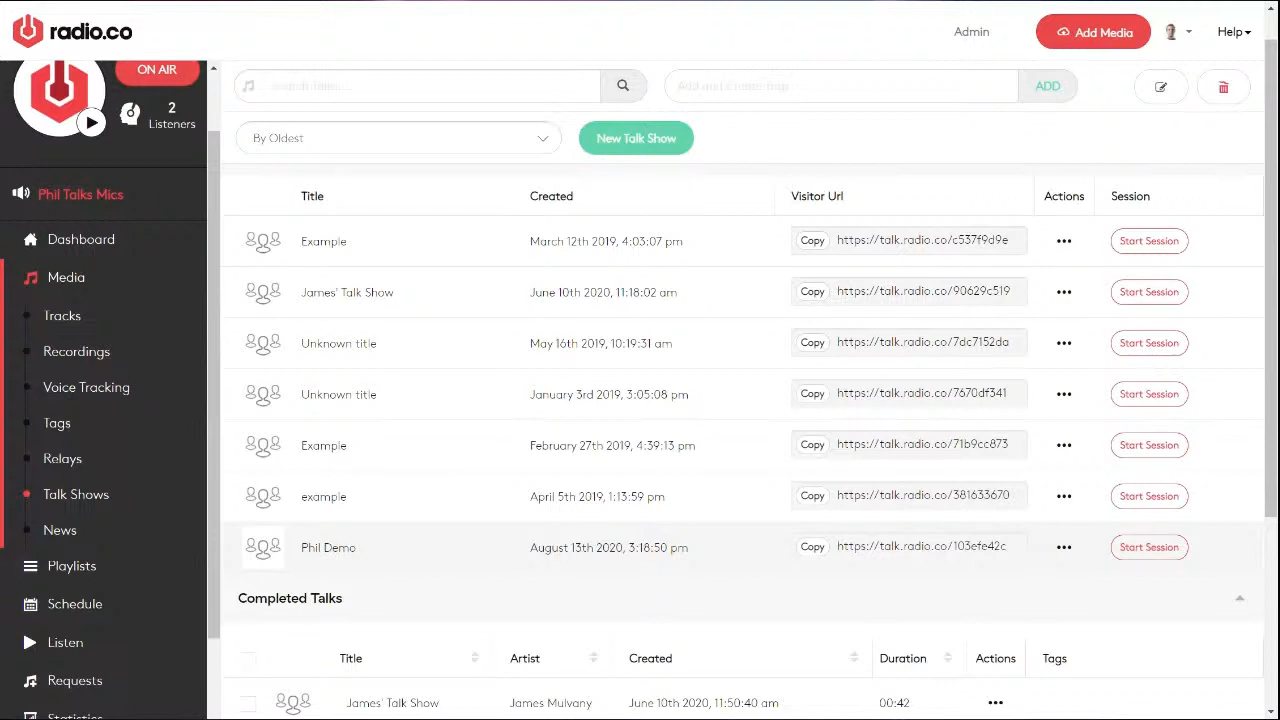 radio.co
Admin
Add Media
Help
ON AIR
2
Listeners
ADD
By Oldest
New Talk Show
Phil Talks Mics
Dashboard
Media
Tracks
Recordings
Voice Tracking
Tags
Relays
Talk Shows
News
Playlists
Schedule
Listen
Requests
Statistics
Title Created Visitor Url Actions Session
Example March 12th 2019, 4:03:07 pm Copy https://talk.radio.co/c537f9d9e ••• Start Session
James' Talk Show June 10th 2020, 11:18:02 am Copy https://talk.radio.co/90629c519 ••• Start Session
Unknown title May 16th 2019, 10:19:31 am Copy https://talk.radio.co/7dc7152da ••• Start Session
Unknown title January 3rd 2019, 3:05:08 pm Copy https://talk.radio.co/7670df341 ••• Start Session
Example February 27th 2019, 4:39:13 pm Copy https://talk.radio.co/71b9cc873 ••• Start Session
example April 5th 2019, 1:13:59 pm Copy https://talk.radio.co/381633670 ••• Start Session
Phil Demo August 13th 2020, 3:18:50 pm Copy https://talk.radio.co/103efe42c ••• Start Session
Completed Talks
Title Artist Created Duration Actions Tags
James' Talk Show James Mulvany June 10th 2020, 11:50:40 am 00:42 •••